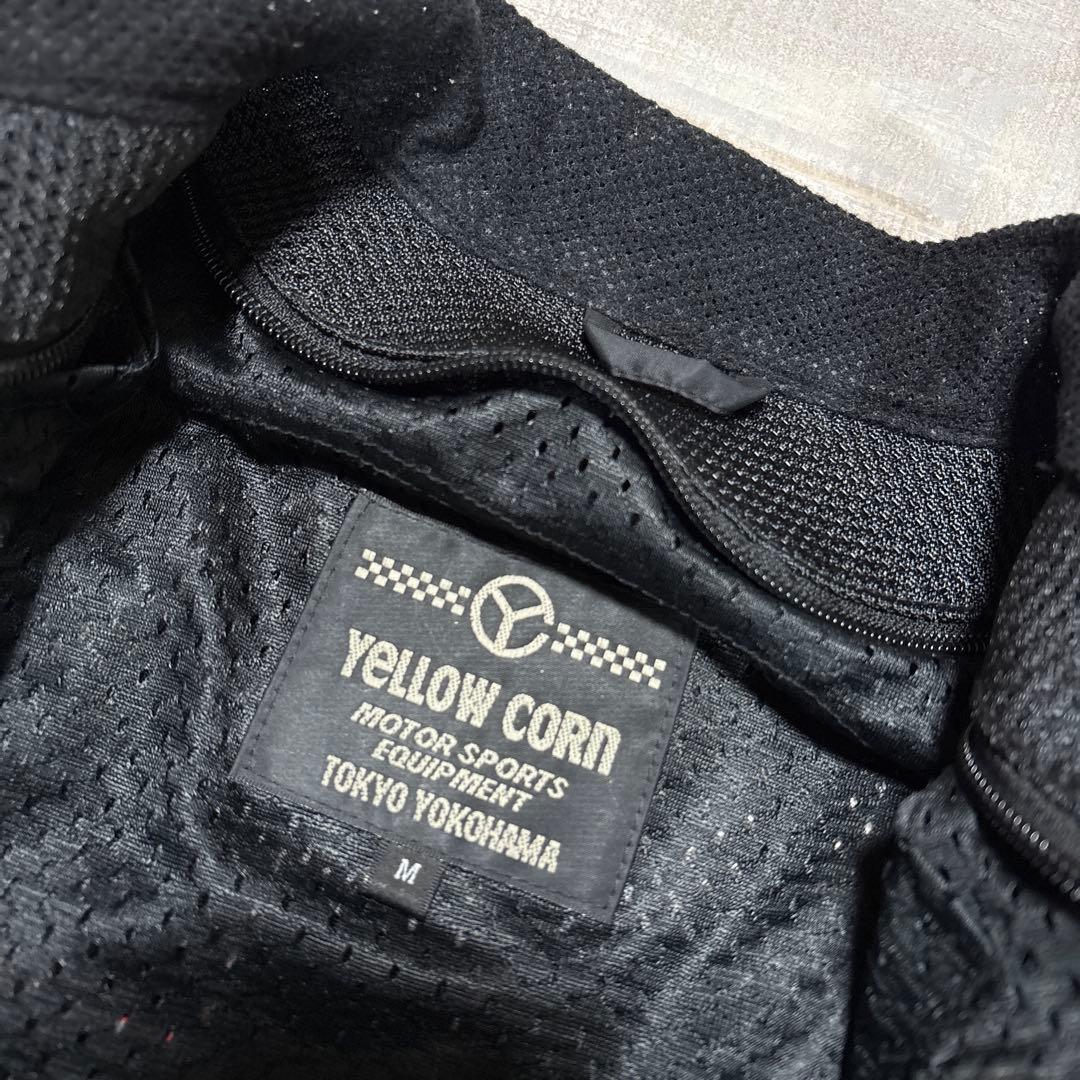 YeLLOW CORn
MOTOR SPORTS
EQUIPMENT
TOKYO YOKOHAMA
M